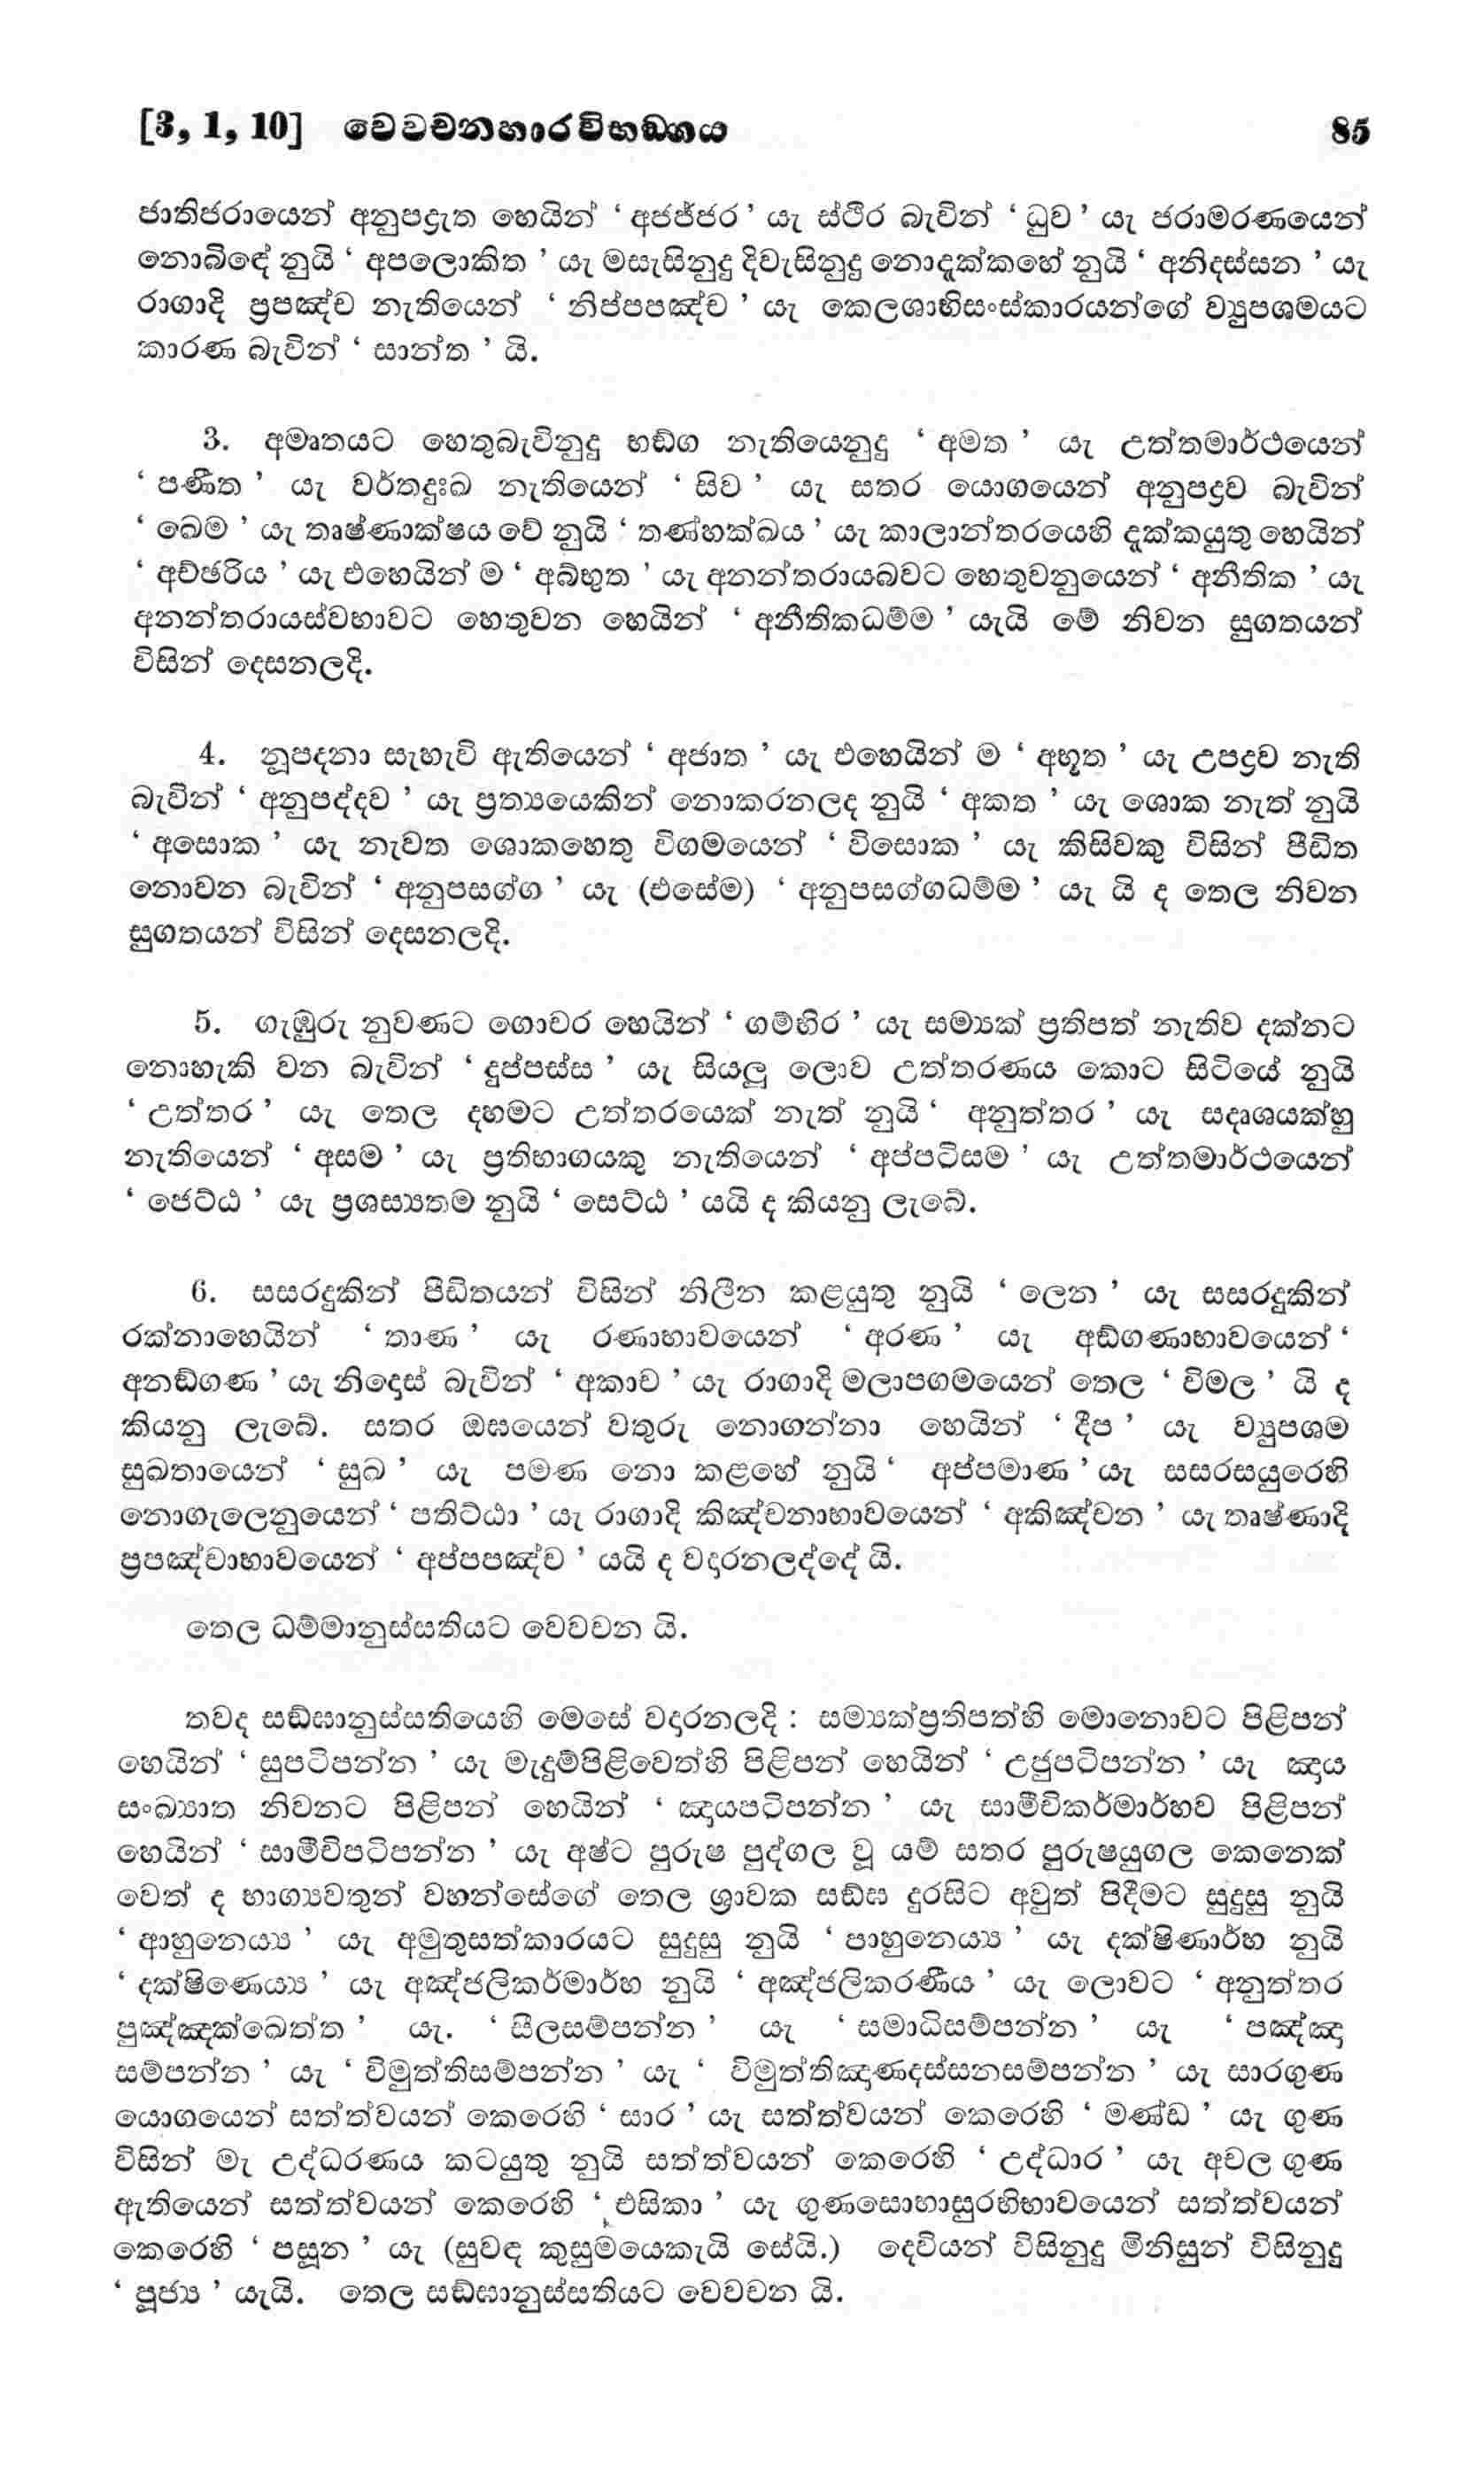 [3, 1, 10] වෙවචනහාරවිභඞ්ගය 85
ජාතිජරායෙන් අනුපද්‍රැත හෙයින් ‘ අජජ්ජර ’ යැ ස්ථිර බැවින් ‘ ධුව ’ යැ ජරාමරණයෙන්
නොබිඳේ නුයි ‘ අපලොකිත ’ යැ මසැසිනුදු දිවැසිනුදු නොදැක්කහේ නුයි ‘ අනිදස්සන ’ යැ
රාගාදි ප්‍රපඤ්ච නැතියෙන් ‘ නිප්පපඤ්ච ’ යැ කෙලශාභිසංස්කාරයන්ගේ ව්‍යුපශමයට
කාරණ බැවින් ‘ සාන්ත ’ යි.
3. අමෘතයට හෙතුබැවිනුදු භඞ්ග නැතියෙනුදු ‘ අමත ’ යැ උත්තමාර්ථයෙන්
‘ පණීත ’ යැ වර්තදුඃඛ නැතියෙන් ‘ සිව ’ යැ සතර යොගයෙන් අනුපද්‍රව බැවින්
‘ ඛෙම ’ යැ තෘෂ්ණාක්ෂය වේ නුයි ‘ තණ්හක්ඛය ’ යැ කාලාන්තරයෙහි දැක්කයුතු හෙයින්
‘ අච්ඡරිය ’ යැ එහෙයින් ම ‘ අබ්භුත ’ යැ අනන්තරායබවට හෙතුවනුයෙන් ‘ අනීතික ’ යැ
අනන්තරායස්වභාවට හෙතුවන හෙයින් ‘ අනීතිකධම්ම ’ යැයි මේ නිවන සුගතයන්
විසින් දෙසනලදි.
4. නූපදනා සැහැවි ඇතියෙන් ‘ අජාත ’ යැ එහෙයින් ම ‘ අභූත ’ යැ උපද්‍රව නැති
බැවින් ‘ අනුපද්දව ’ යැ ප්‍රත්‍යයෙකින් නොකරනලද නුයි ‘ අකත ’ යැ ශොක නැත් නුයි
‘ අසොක ’ යැ නැවත ශොකහෙතු විගමයෙන් ‘ විසොක ’ යැ කිසිවකු විසින් පීඩිත
නොවන බැවින් ‘ අනුපසග්ග ’ යැ (එසේම) ‘ අනුපසග්ගධම්ම ’ යැ යි ද තෙල නිවන
සුගතයන් විසින් දෙසනලදි.
5. ගැඹුරු නුවණට ගොචර හෙයින් ‘ ගම්භිර ’ යැ සම්‍යක් ප්‍රතිපත් නැතිව දක්නට
නොහැකි වන බැවින් ‘ දුප්පස්ස ’ යැ සියලු ලොව උත්තරණය කොට සිටියේ නුයි
‘ උත්තර ’ යැ තෙල දහමට උත්තරයෙක් නැත් නුයි ‘ අනුත්තර ’ යැ සදෘශයක්හු
නැතියෙන් ‘ අසම ’ යැ ප්‍රතිභාගයකු නැතියෙන් ‘ අප්පටිසම ’ යැ උත්තමාර්ථයෙන්
‘ ජෙට්ඨ ’ යැ ප්‍රශස්‍යතම නුයි ‘ සෙට්ඨ ’ යයි ද කියනු ලැබේ.
6. සසරදුකින් පීඩිතයන් විසින් නිලීන කළයුතු නුයි ‘ ලෙන ’ යැ සසරදුකින්
රක්නාහෙයින් ‘ තාණ ’ යැ රණාභාවයෙන් ‘ අරණ ’ යැ අඞ්ගණාභාවයෙන් ‘
අනඞ්ගණ ’ යැ නිදොස් බැවින් ‘ අකාච ’ යැ රාගාදි මලාපගමයෙන් තෙල ‘ විමල ’ යි ද
කියනු ලැබේ. සතර ඔඝයෙන් වතුරු නොගන්නා හෙයින් ‘ දීප ’ යැ ව්‍යුපශම
සුඛතායෙන් ‘ සුඛ ’ යැ පමණ නො කළහේ නුයි ‘ අප්පමාණ ’ යැ සසරසයුරෙහි
නොගැලෙනුයෙන් ‘ පතිට්ඨා ’ යැ රාගාදි කිඤ්චනාභාවයෙන් ‘ අකිඤ්චන ’ යැ තෘෂ්ණාදි
ප්‍රපඤ්චාභාවයෙන් ‘ අප්පපඤ්ච ’ යයි ද වදාරනලද්දේ යි.
තෙල ධම්මානුස්සතියට වෙවචන යි.
තවද සඞ්ඝානුස්සතියෙහි මෙසේ වදාරනලදි : සම්‍යක්ප්‍රතිපත්හි මොනොවට පිළිපන්
හෙයින් ‘ සුපටිපන්න ’ යැ මැදුම්පිළිවෙත්හි පිළිපන් හෙයින් ‘ උජුපටිපන්න ’ යැ ඤාය
සංඛ්‍යාත නිවනට පිළිපන් හෙයින් ‘ ඤායපටිපන්න ’ යැ සාමීචිකර්මාර්හව පිළිපන්
හෙයින් ‘ සාමීචිපටිපන්න ’ යැ අෂ්ට පුරුෂ පුද්ගල වූ යම් සතර පුරුෂයුගල කෙනෙක්
වෙත් ද භාග්‍යවතුන් වහන්සේගේ තෙල ශ්‍රාවක සඞ්ඝ දුරසිට අවුත් පිදීමට සුදුසු නුයි
‘ ආහුනෙය්‍ය ’ යැ අමුතුසත්කාරයට සුදුසු නුයි ‘ පාහුනෙය්‍ය ’ යැ දක්ෂිණාර්හ නුයි
‘ දක්ෂිණෙය්‍ය ’ යැ අඤ්ජලිකර්මාර්හ නුයි ‘ අඤ්ජලිකරණීය ’ යැ ලොවට ‘ අනුත්තර
පුඤ්ඤක්ඛෙත්ත ’ යැ. ‘ සීලසම්පන්න ’ යැ ‘ සමාධිසම්පන්න ’ යැ ‘ පඤ්ඤා
සම්පන්න ’ යැ ‘ විමුත්තිසම්පන්න ’ යැ ‘ විමුත්තිඤාණදස්සනසම්පන්න ’ යැ සාරගුණ
යොගයෙන් සත්ත්වයන් කෙරෙහි ‘ සාර ’ යැ සත්ත්වයන් කෙරෙහි ‘ මණ්ඩ ’ යැ ගුණ
විසින් මැ උද්ධරණය කටයුතු නුයි සත්ත්වයන් කෙරෙහි ‘ උද්ධාර ’ යැ අචල ගුණ
ඇතියෙන් සත්ත්වයන් කෙරෙහි ‘ එසිකා ’ යැ ගුණසොභාසුරභිභාවයෙන් සත්ත්වයන්
කෙරෙහි ‘ පසූන ’ යැ (සුවඳ කුසුමයෙකැයි සේයි.) දෙවියන් විසිනුදු මිනිසුන් විසිනුදු
‘ පූජ්‍ය ’ යැයි. තෙල සඞ්ඝානුස්සතියට වෙවචන යි.